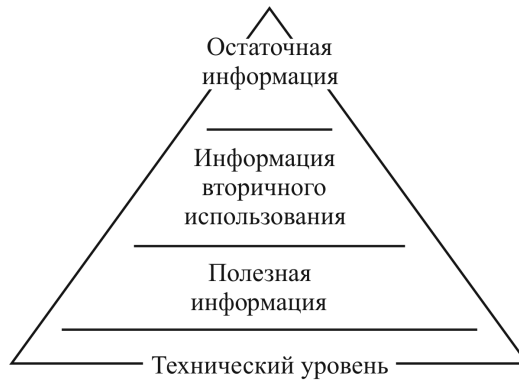 Остаточная
информация
Информация
вторичного
использования
Полезная
информация
Технический уровень